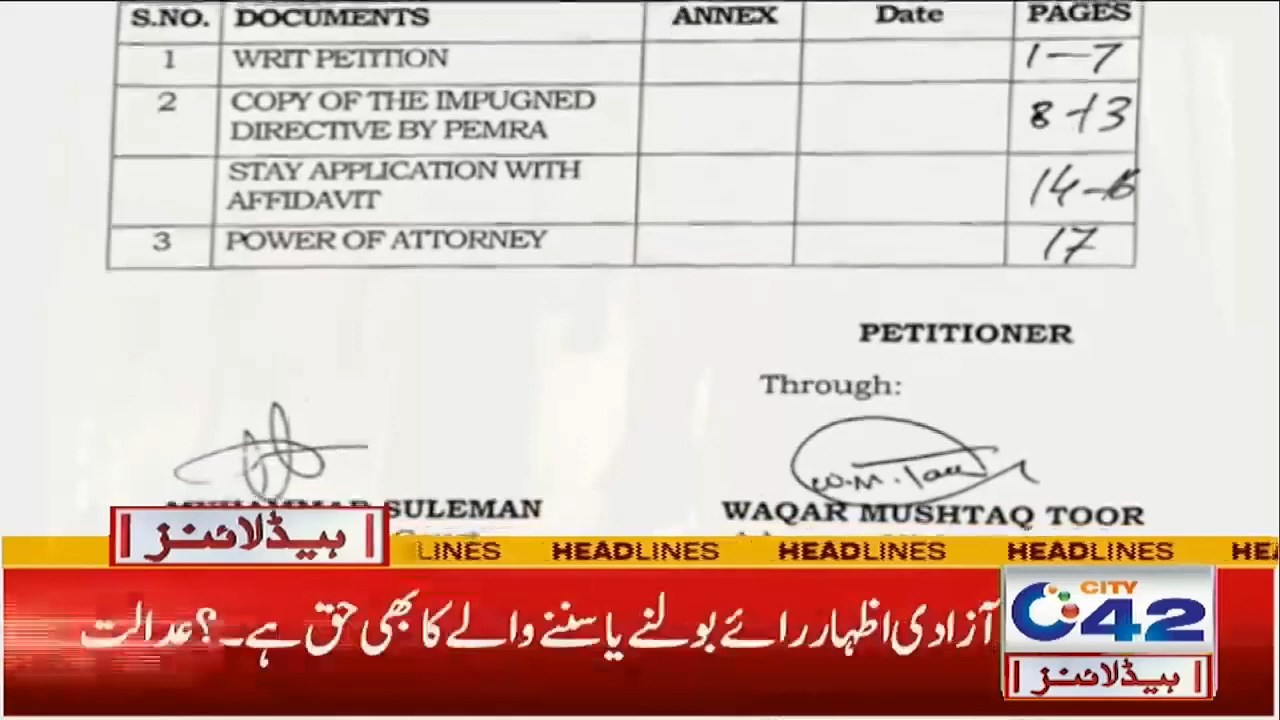 S.NO. DOCUMENTS ANNEX Date PAGES
1 WRIT PETITION 1-7
2 COPY OF THE IMPUGNED DIRECTIVE BY PEMRA 8-13
STAY APPLICATION WITH AFFIDAVIT 14-16
3 POWER OF ATTORNEY 17
PETITIONER
Through:
W.M.Toor
SULEMAN
WAQAR MUSHTAQ TOOR
ہیڈلائنز
LINES HEADLINES HEADLINES HEADLINES HE
آزادی اظہار رائے بولنے یا سننے والے کا بھی حق ہے۔؟ عدالت
CITY
42
ہیڈلائنز